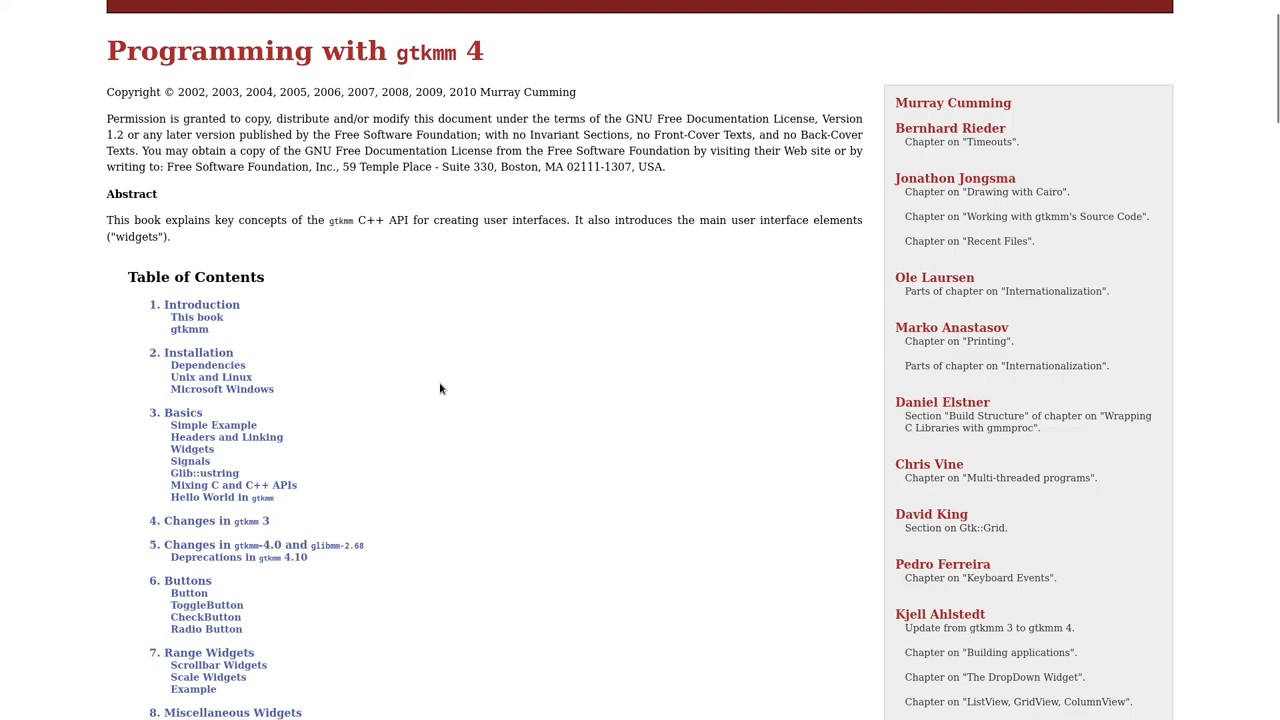 Programming with gtkmm 4
Copyright © 2002, 2003, 2004, 2005, 2006, 2007, 2008, 2009, 2010 Murray Cumming
Permission is granted to copy, distribute and/or modify this document under the terms of the GNU Free Documentation License, Version
1.2 or any later version published by the Free Software Foundation; with no Invariant Sections, no Front-Cover Texts, and no Back-Cover
Texts. You may obtain a copy of the GNU Free Documentation License from the Free Software Foundation by visiting their Web site or by
writing to: Free Software Foundation, Inc., 59 Temple Place - Suite 330, Boston, MA 02111-1307, USA.
Abstract
This book explains key concepts of the gtkmm C++ API for creating user interfaces. It also introduces the main user interface elements
("widgets").
Table of Contents
1. Introduction
This book
gtkmm
2. Installation
Dependencies
Unix and Linux
Microsoft Windows
3. Basics
Simple Example
Headers and Linking
Widgets
Signals
Glib::ustring
Mixing C and C++ APIs
Hello World in gtkmm
4. Changes in gtkmm 3
5. Changes in gtkmm-4.0 and glibmm-2.68
Deprecations in gtkmm 4.10
6. Buttons
Button
ToggleButton
CheckButton
Radio Button
7. Range Widgets
Scrollbar Widgets
Scale Widgets
Example
8. Miscellaneous Widgets
Murray Cumming
Bernhard Rieder
Chapter on "Timeouts".
Jonathon Jongsma
Chapter on "Drawing with Cairo".
Chapter on "Working with gtkmm's Source Code".
Chapter on "Recent Files".
Ole Laursen
Parts of chapter on "Internationalization".
Marko Anastasov
Chapter on "Printing".
Parts of chapter on "Internationalization".
Daniel Elstner
Section "Build Structure" of chapter on "Wrapping
C Libraries with gmmproc".
Chris Vine
Chapter on "Multi-threaded programs".
David King
Section on Gtk::Grid.
Pedro Ferreira
Chapter on "Keyboard Events".
Kjell Ahlstedt
Update from gtkmm 3 to gtkmm 4.
Chapter on "Building applications".
Chapter on "The DropDown Widget".
Chapter on "ListView, GridView, ColumnView".